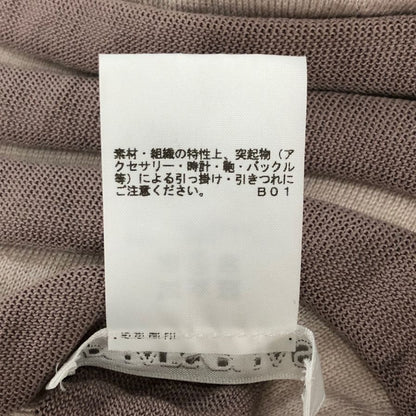 素材・組織の特性上、突起物（ア
クセサリー・時計・鞄・バックル
等）による引っ掛け・引きつれに
ご注意ください。 B01